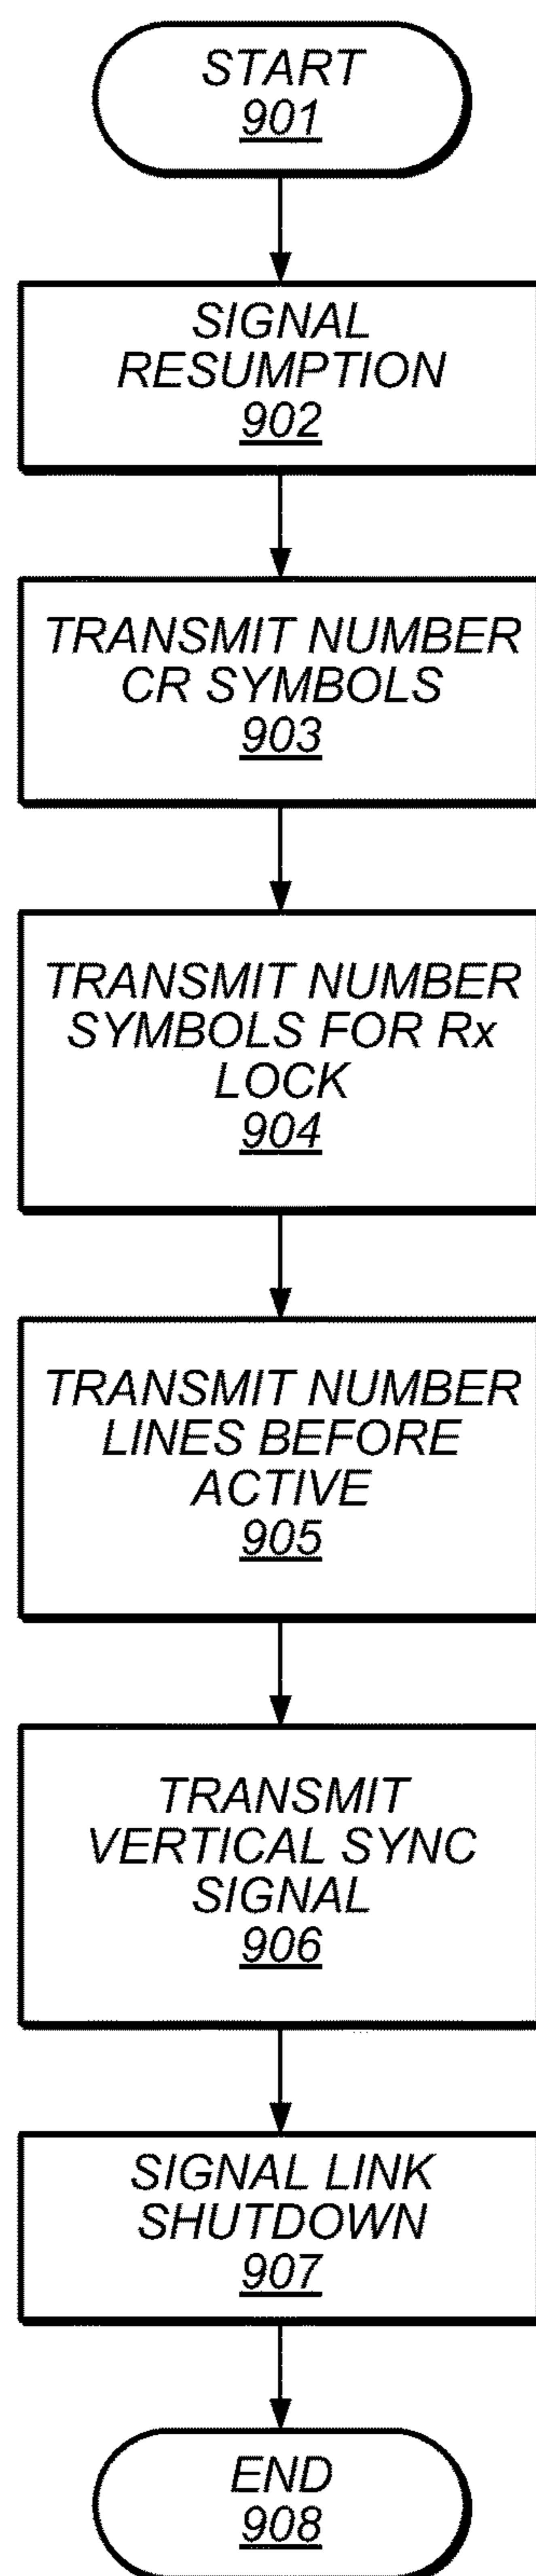 START
901
SIGNAL
RESUMPTION
902
TRANSMIT NUMBER
CR SYMBOLS
903
TRANSMIT NUMBER
SYMBOLS FOR Rx
LOCK
904
TRANSMIT NUMBER
LINES BEFORE
ACTIVE
905
TRANSMIT
VERTICAL SYNC
SIGNAL
906
SIGNAL LINK
SHUTDOWN
907
END
908